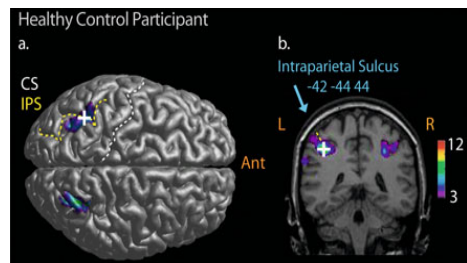 Healthy Control Participant
a.
b.
CS
IPS
Intraparietal Sulcus
-42 -44 44
L
R
Ant
12
3